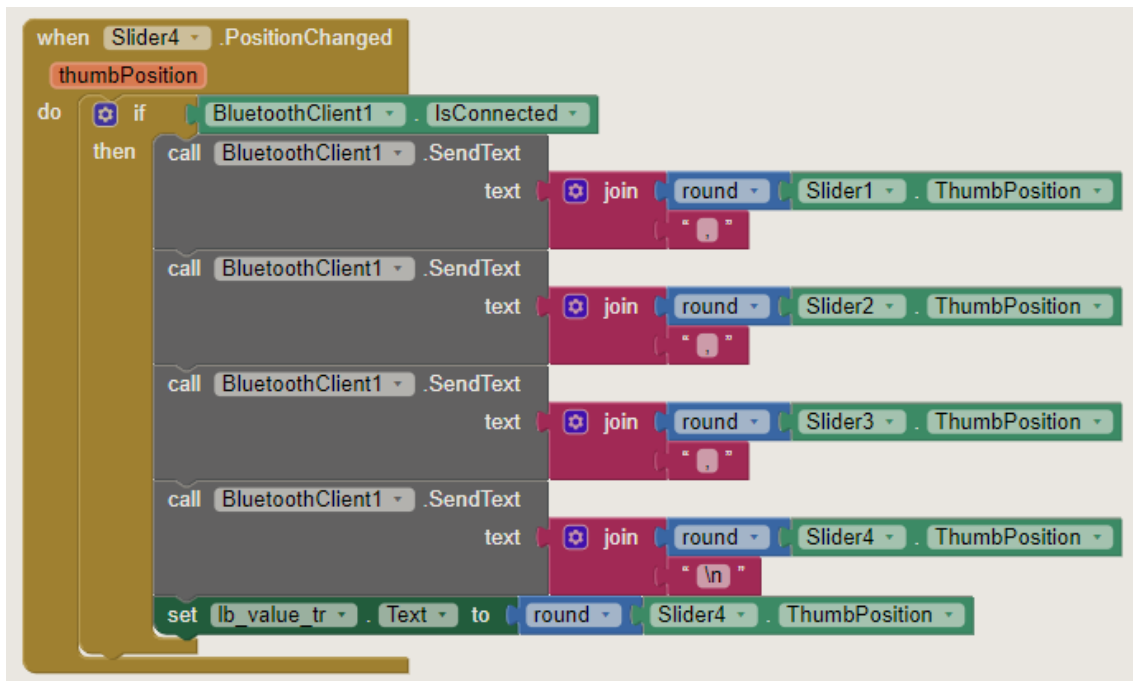 when Slider4 .PositionChanged
thumbPosition
do if BluetoothClient1 . IsConnected
then call BluetoothClient1 .SendText
text join round Slider1 . ThumbPosition
“ , ”
call BluetoothClient1 .SendText
text join round Slider2 . ThumbPosition
“ , ”
call BluetoothClient1 .SendText
text join round Slider3 . ThumbPosition
“ , ”
call BluetoothClient1 .SendText
text join round Slider4 . ThumbPosition
“ \n ”
set lb_value_tr . Text to round Slider4 . ThumbPosition